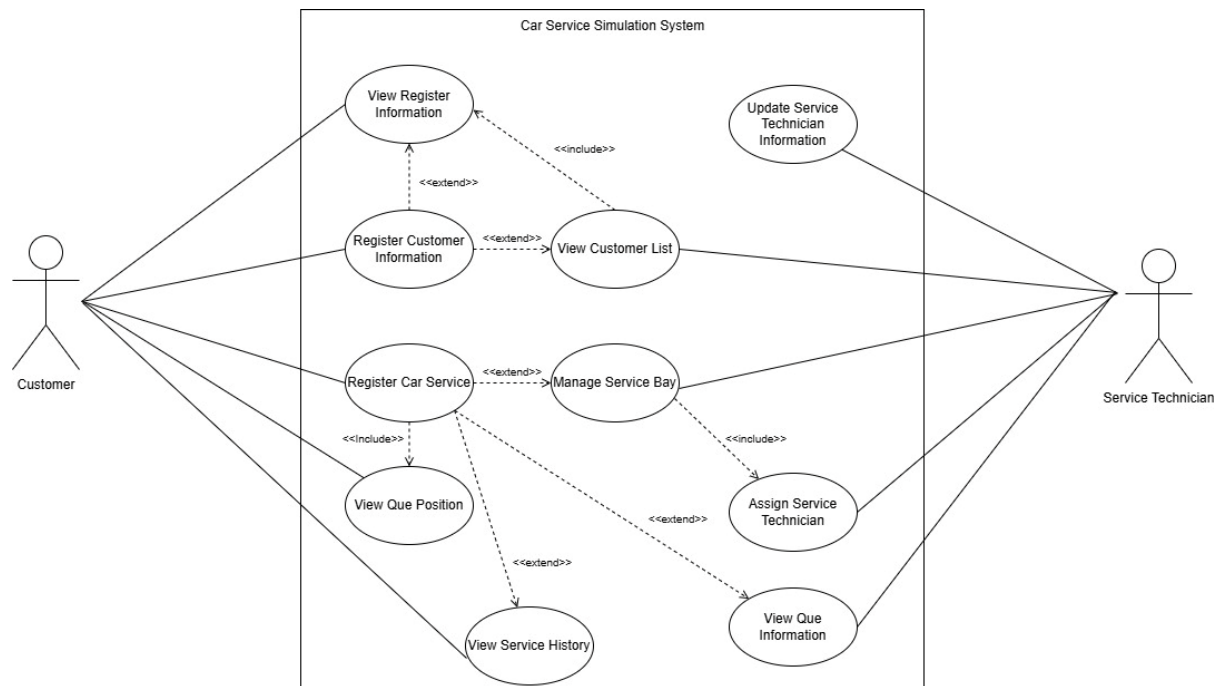 Car Service Simulation System
View Register
Information
Update Service
Technician
Information
<<include>>
<<extend>>
Register Customer
Information
<<extend>>
View Customer List
Customer
Service Technician
Register Car Service
<<extend>>
Manage Service Bay
<<Include>>
<<include>>
View Que Position
Assign Service
Technician
<<extend>>
<<extend>>
View Service History
View Que
Information